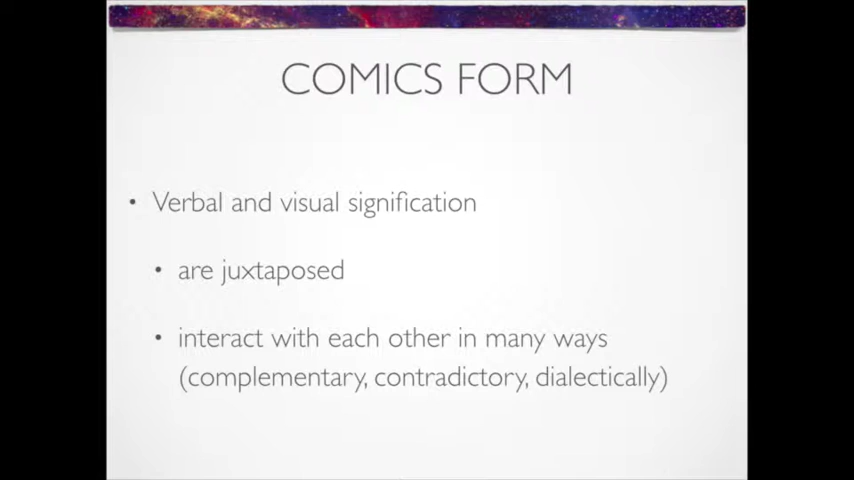 COMICS FORM
• Verbal and visual signification
• are juxtaposed
• interact with each other in many ways
(complementary, contradictory, dialectically)